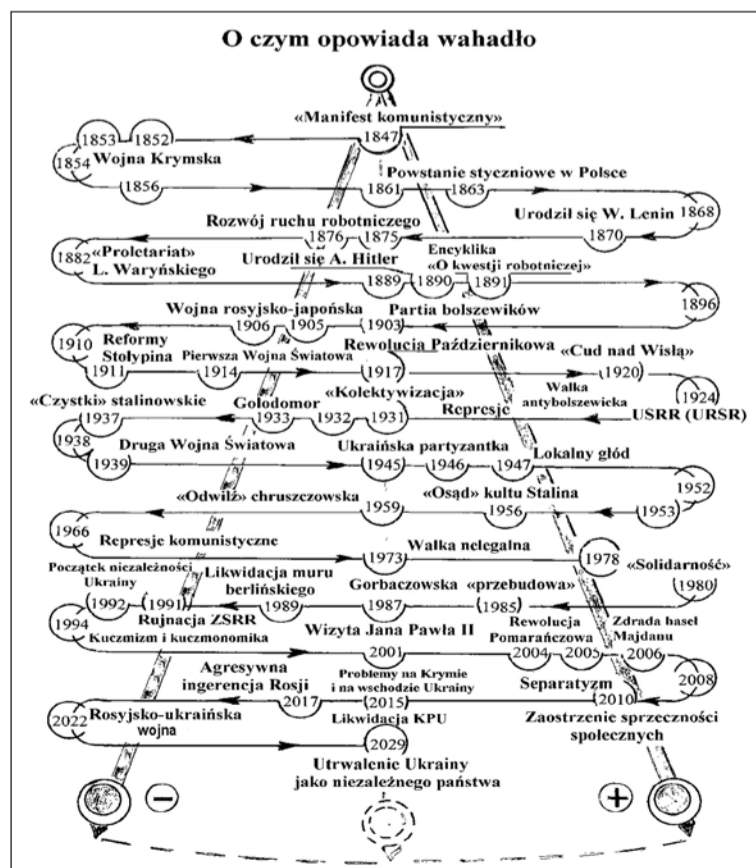 O czym opowiada wahadło
«Manifest komunistyczny»
1853 1852 1847
1854 Wojna Krymska
Powstanie styczniowe w Polsce
1856 1861 1863
Urodził się W. Lenin 1868
Rozwój ruchu robotniczego
1876 1875 1870
1882 «Proletariat»
L. Waryńskiego
Urodził się A. Hitler
Encyklika
«O kwestji robotniczej»
1889 1890 1891
1896
Wojna rosyjsko-japońska
Partia bolszewików
1906 1905 1903
1910 Reformy
Stołypina
Rewolucia Październikowa
Pierwsza Wojna Światowa
«Cud nad Wisłą»
1911 1914 1917 1920
Walka
antybolszewicka
1924
USRR (URSR)
«Czystki» stalinowskie
Golodomor
«Kolektywizacja»
Represje
1937 1933 1932 1931
1938
Druga Wojna Światowa
Ukraińska partyzantka
Lokalny głód
1939 1945 1946 1947
1952
«Odwilż» chruszczowska
«Osąd» kultu Stalina
1959 1956 1953
1966
Represje komunistyczne
Walka nelegalna
1973 1978
«Solidarność»
1980
Początek niezależności
Ukrainy
Likwidacja muru
berlińskiego
Gorbaczowska «przebudowa»
1992 1991 1989 1987 1985
Rujnacja ZSRR
1994
Kuczmizm i kuczmonomika
Wizyta Jana Pawła II
Rewolucja
Pomarańczowa
Zdrada haseł
Majdanu
2001 2004 2005 2006
2008
Agresywna
ingerencja Rosji
Problemy na Krymie
i na wschodzie Ukrainy
Separatyzm
2017 2015 2010
Likwidacja KPU
Zaostrzenie sprzeczności
społecznych
2022 Rosyjsko-ukraińska
wojna
2029
Utrwalenie Ukrainy
jako niezależnego państwa
− +